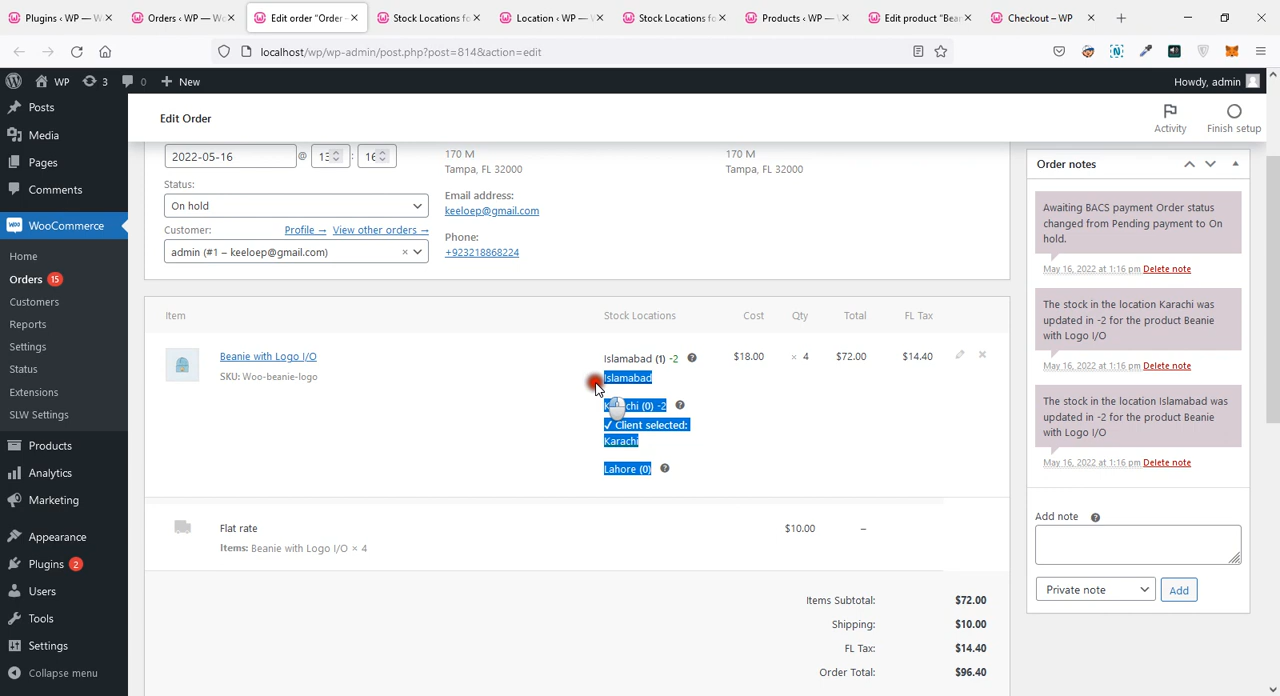 Plugins ‹ WP — W
Orders ‹ WP — W
Edit order "Order –
Stock Locations f
Location ‹ WP —
Stock Locations f
Products ‹ WP —
Edit product "Bea
Checkout – WP
localhost/wp/wp-admin/post.php?post=814&action=edit
WP
3
0
New
Howdy, admin
Posts
Media
Pages
Comments
WooCommerce
Home
Orders 15
Customers
Reports
Settings
Status
Extensions
SLW Settings
Products
Analytics
Marketing
Appearance
Plugins 2
Users
Tools
Settings
Collapse menu
Edit Order
Activity
Finish setup
2022-05-16 @ 13 : 16
Status:
On hold
Customer: Profile → View other orders →
admin (#1 – keeloep@gmail.com) ×
170 M
Tampa, FL 32000
Email address:
keeloep@gmail.com
Phone:
+923218868224
170 M
Tampa, FL 32000
Item Stock Locations Cost Qty Total FL Tax
Beanie with Logo I/O
SKU: Woo-beanie-logo
Islamabad (1) -2
Islamabad
(0) -2
✓ Client selected:
Karachi
Lahore (0)
$18.00 × 4 $72.00 $14.40
Flat rate $10.00 –
Items: Beanie with Logo I/O × 4
Items Subtotal: $72.00
Shipping: $10.00
FL Tax: $14.40
Order Total: $96.40
Order notes
Awaiting BACS payment Order status
changed from Pending payment to On
hold.
May 16, 2022 at 1:16 pm Delete note
The stock in the location Karachi was
updated in -2 for the product Beanie
with Logo I/O
May 16, 2022 at 1:16 pm Delete note
The stock in the location Islamabad was
updated in -2 for the product Beanie
with Logo I/O
May 16, 2022 at 1:16 pm Delete note
Add note
Private note
Add